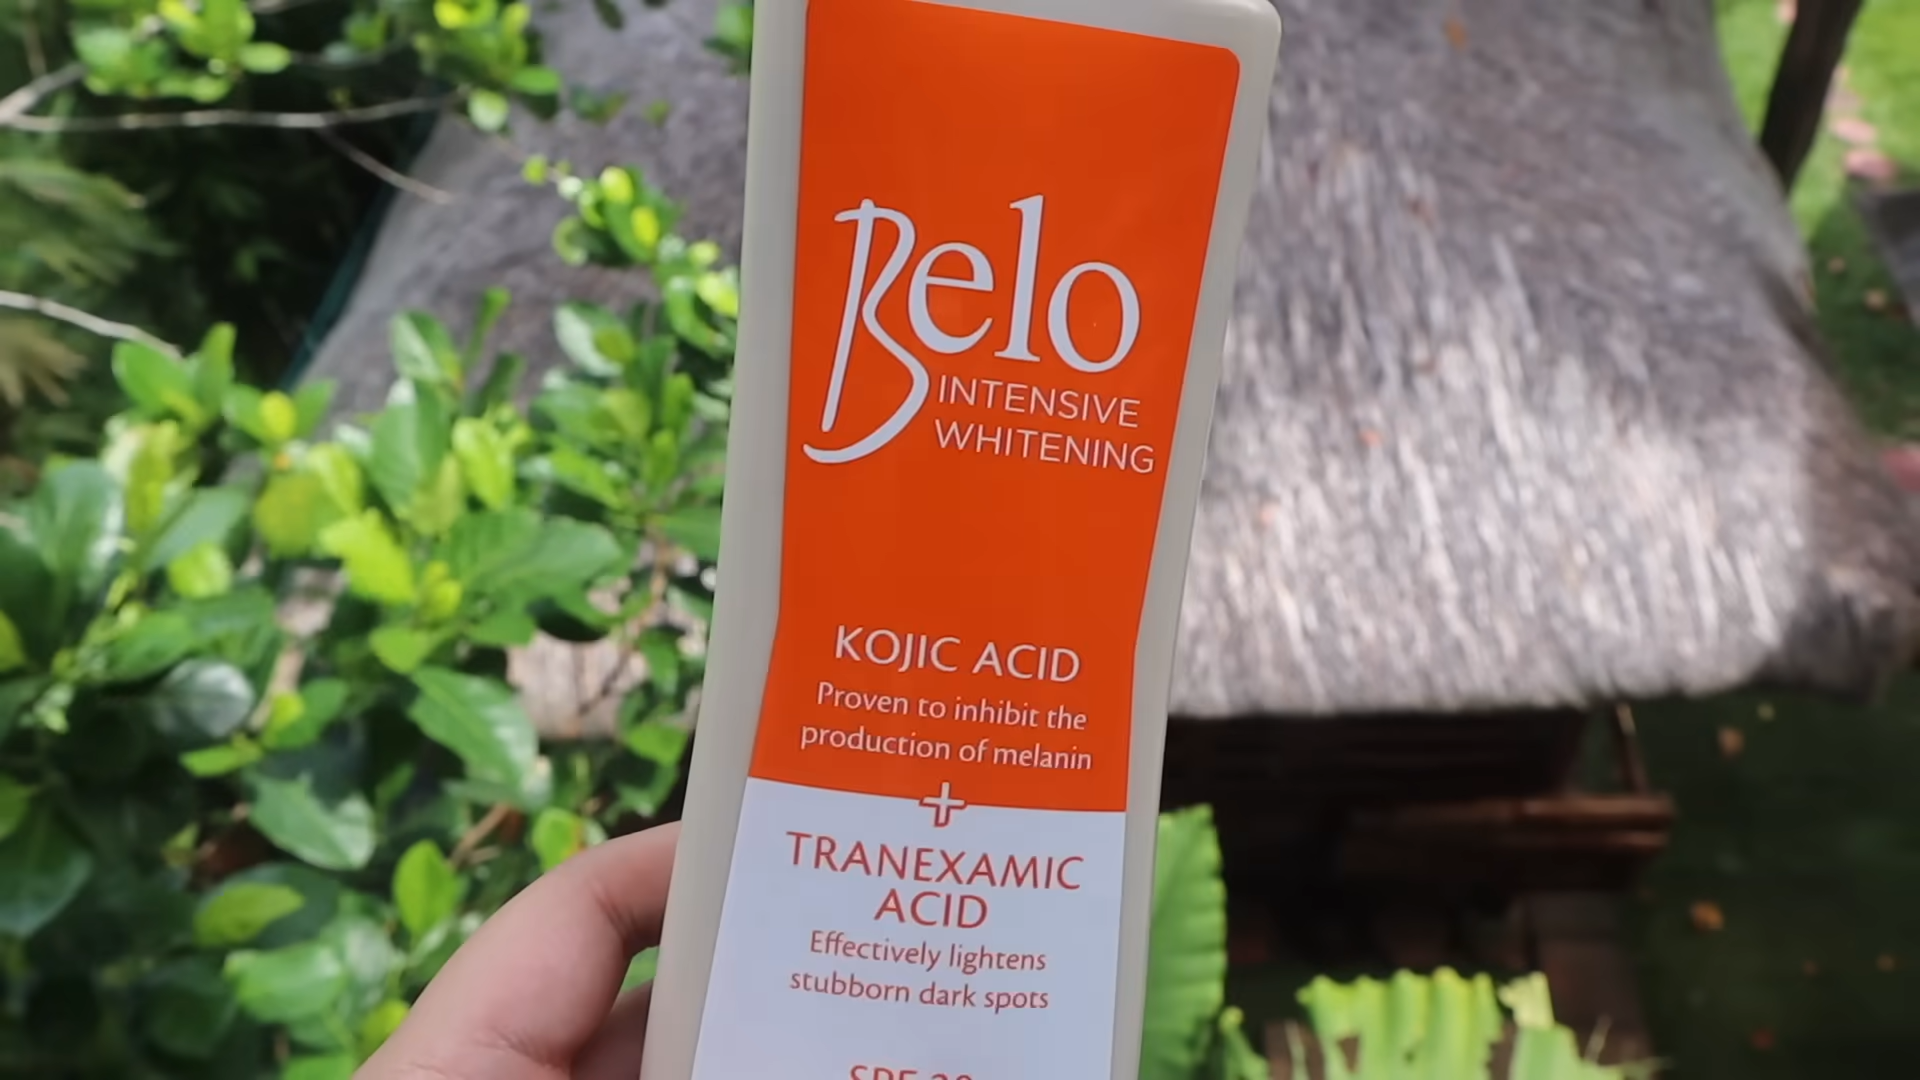 Belo
INTENSIVE
WHITENING
KOJIC ACID
Proven to inhibit the
production of melanin
+
TRANEXAMIC
ACID
Effectively lightens
stubborn dark spots
SPF